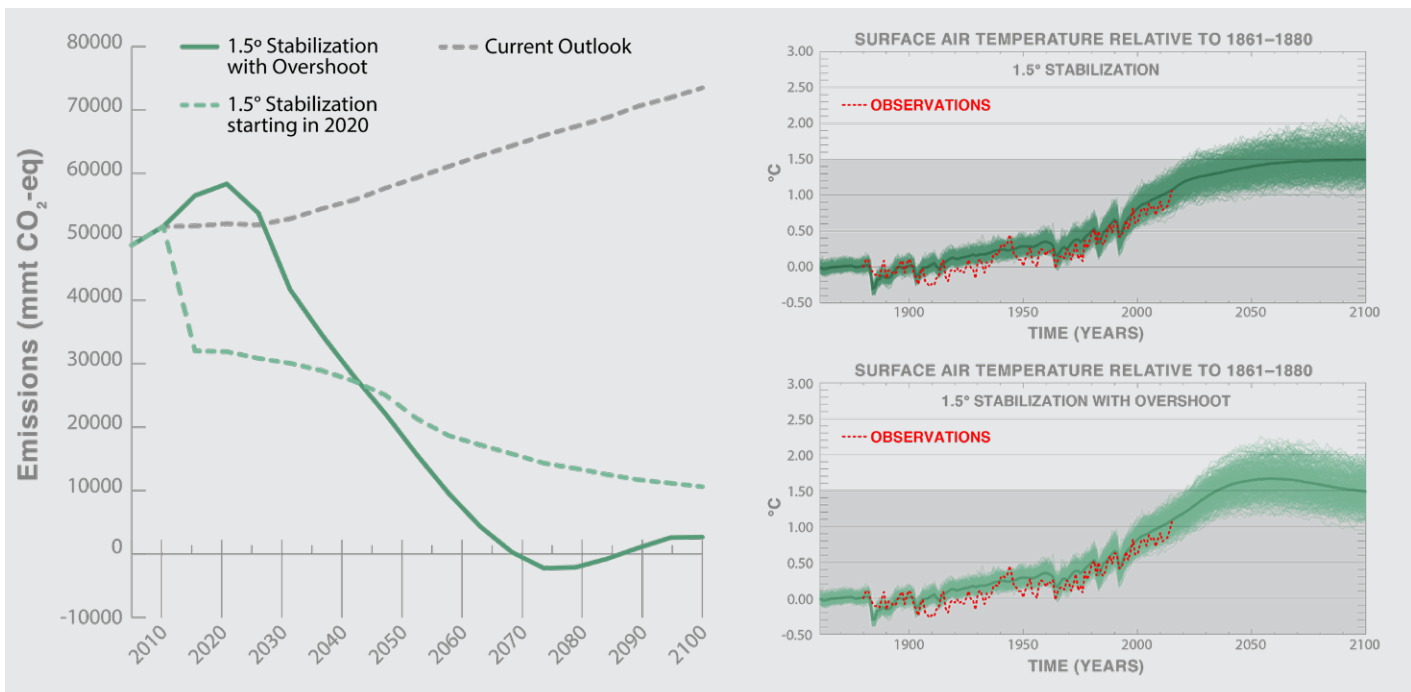 80000
70000
60000
50000
40000
30000
20000
10000
0
-10000
Emissions (mmt CO₂-eq)
1.5º Stabilization
with Overshoot
1.5° Stabilization
starting in 2020
Current Outlook
2010
2020
2030
2040
2050
2060
2070
2080
2090
2100
SURFACE AIR TEMPERATURE RELATIVE TO 1861–1880
1.5° STABILIZATION
OBSERVATIONS
3.00
2.50
2.00
1.50
1.00
0.50
0.00
-0.50
°C
1900
1950
2000
2050
2100
TIME (YEARS)
SURFACE AIR TEMPERATURE RELATIVE TO 1861–1880
1.5° STABILIZATION WITH OVERSHOOT
OBSERVATIONS
3.00
2.50
2.00
1.50
1.00
0.50
0.00
-0.50
°C
1900
1950
2000
2050
2100
TIME (YEARS)